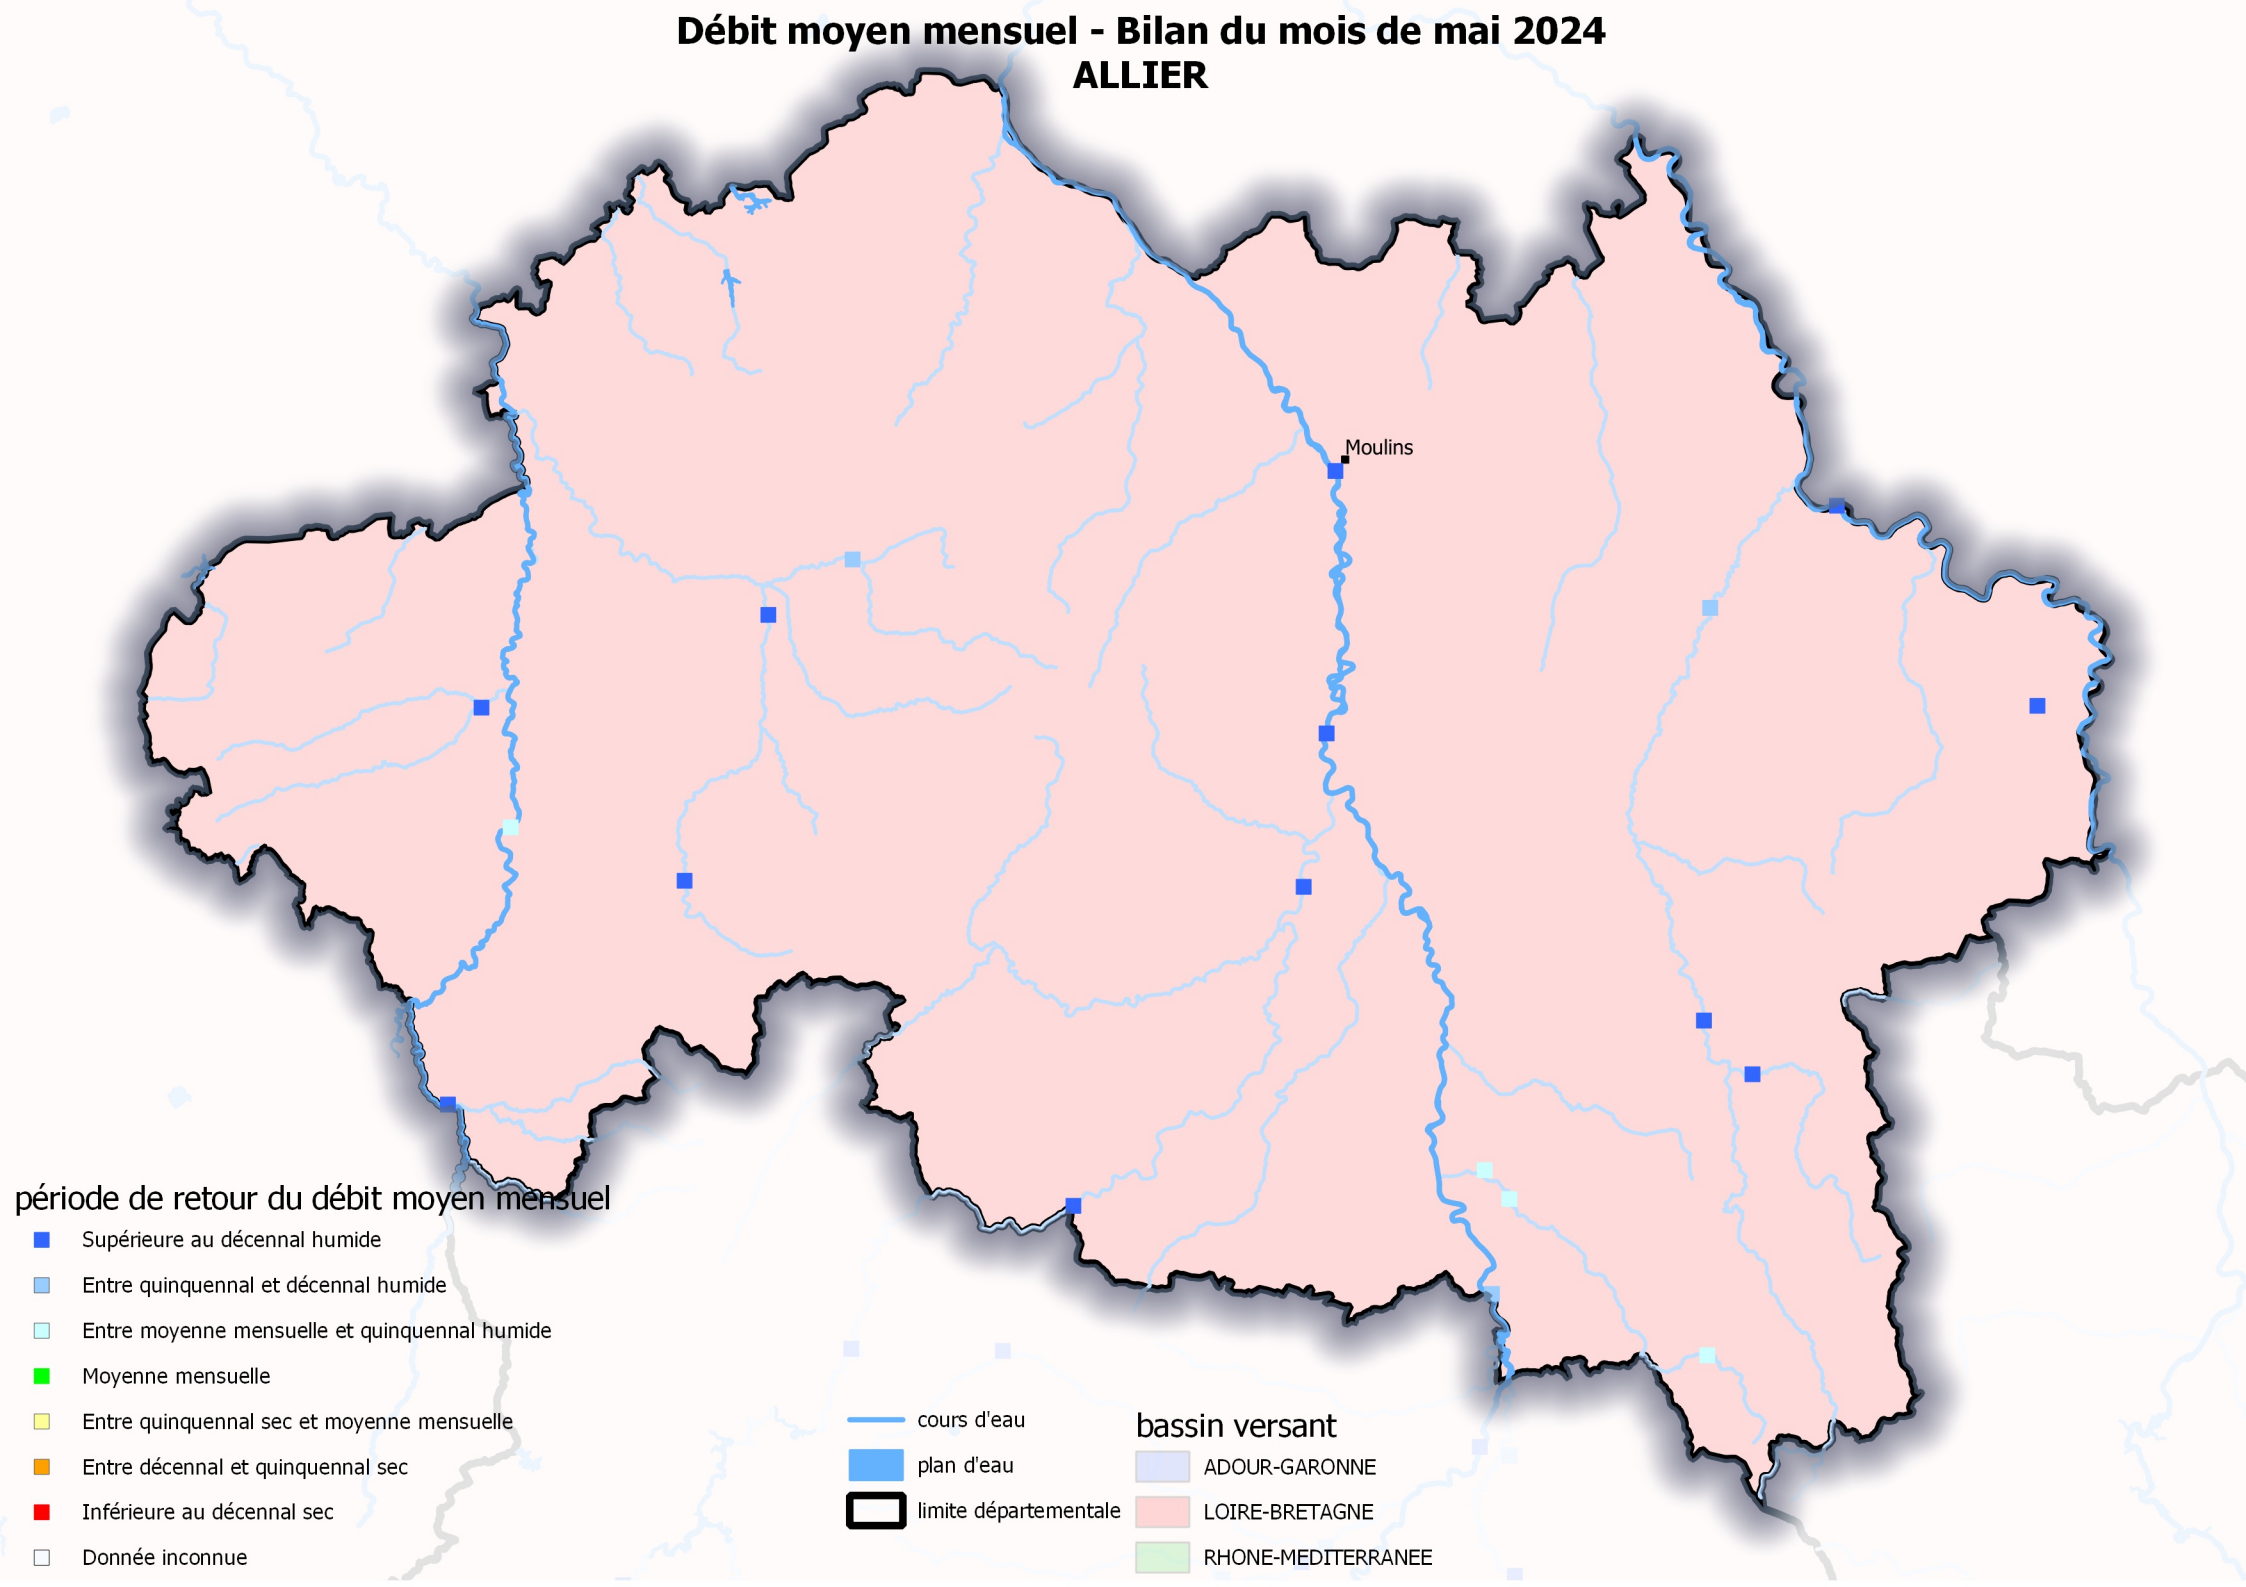 Débit moyen mensuel - Bilan du mois de mai 2024
ALLIER
Moulins
période de retour du débit moyen mensuel
Supérieure au décennal humide
Entre quinquennal et décennal humide
Entre moyenne mensuelle et quinquennal humide
Moyenne mensuelle
Entre quinquennal sec et moyenne mensuelle
Entre décennal et quinquennal sec
Inférieure au décennal sec
Donnée inconnue
cours d'eau
plan d'eau
limite départementale
bassin versant
ADOUR-GARONNE
LOIRE-BRETAGNE
RHONE-MEDITERRANEE